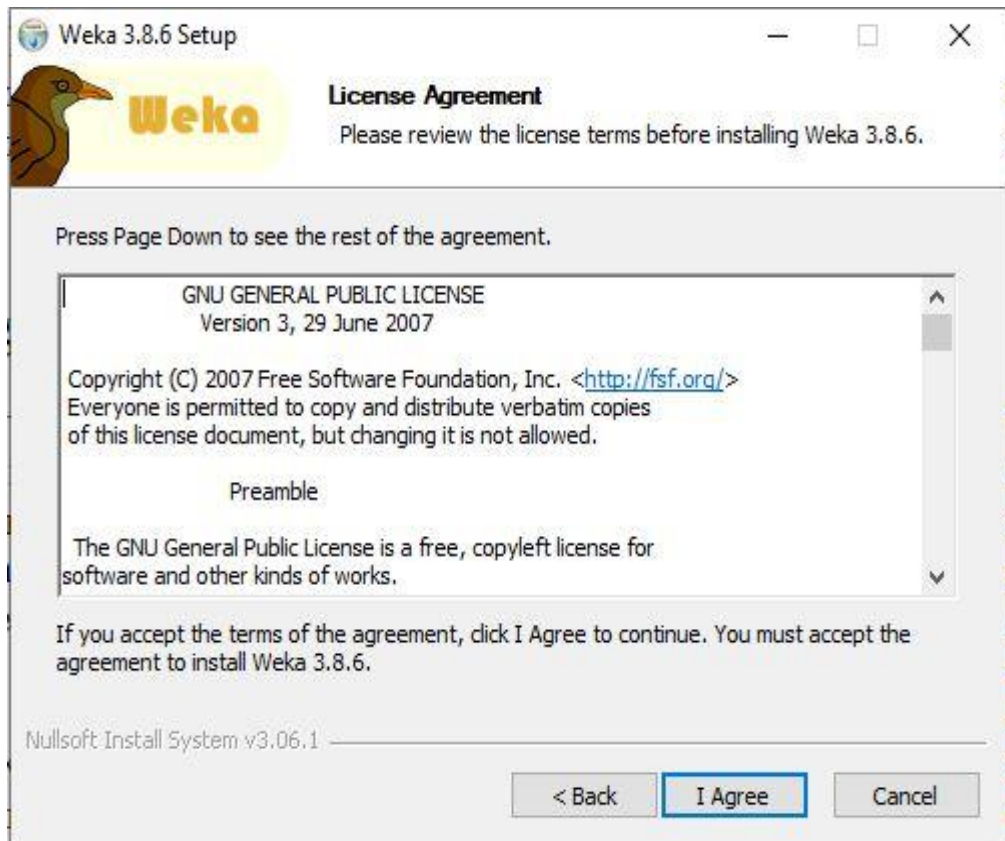 Weka 3.8.6 Setup
Weka
License Agreement
Please review the license terms before installing Weka 3.8.6.
Press Page Down to see the rest of the agreement.
GNU GENERAL PUBLIC LICENSE
Version 3, 29 June 2007
Copyright (C) 2007 Free Software Foundation, Inc. <http://fsf.org/>
Everyone is permitted to copy and distribute verbatim copies
of this license document, but changing it is not allowed.
Preamble
The GNU General Public License is a free, copyleft license for
software and other kinds of works.
If you accept the terms of the agreement, click I Agree to continue. You must accept the
agreement to install Weka 3.8.6.
Nullsoft Install System v3.06.1
< Back I Agree Cancel